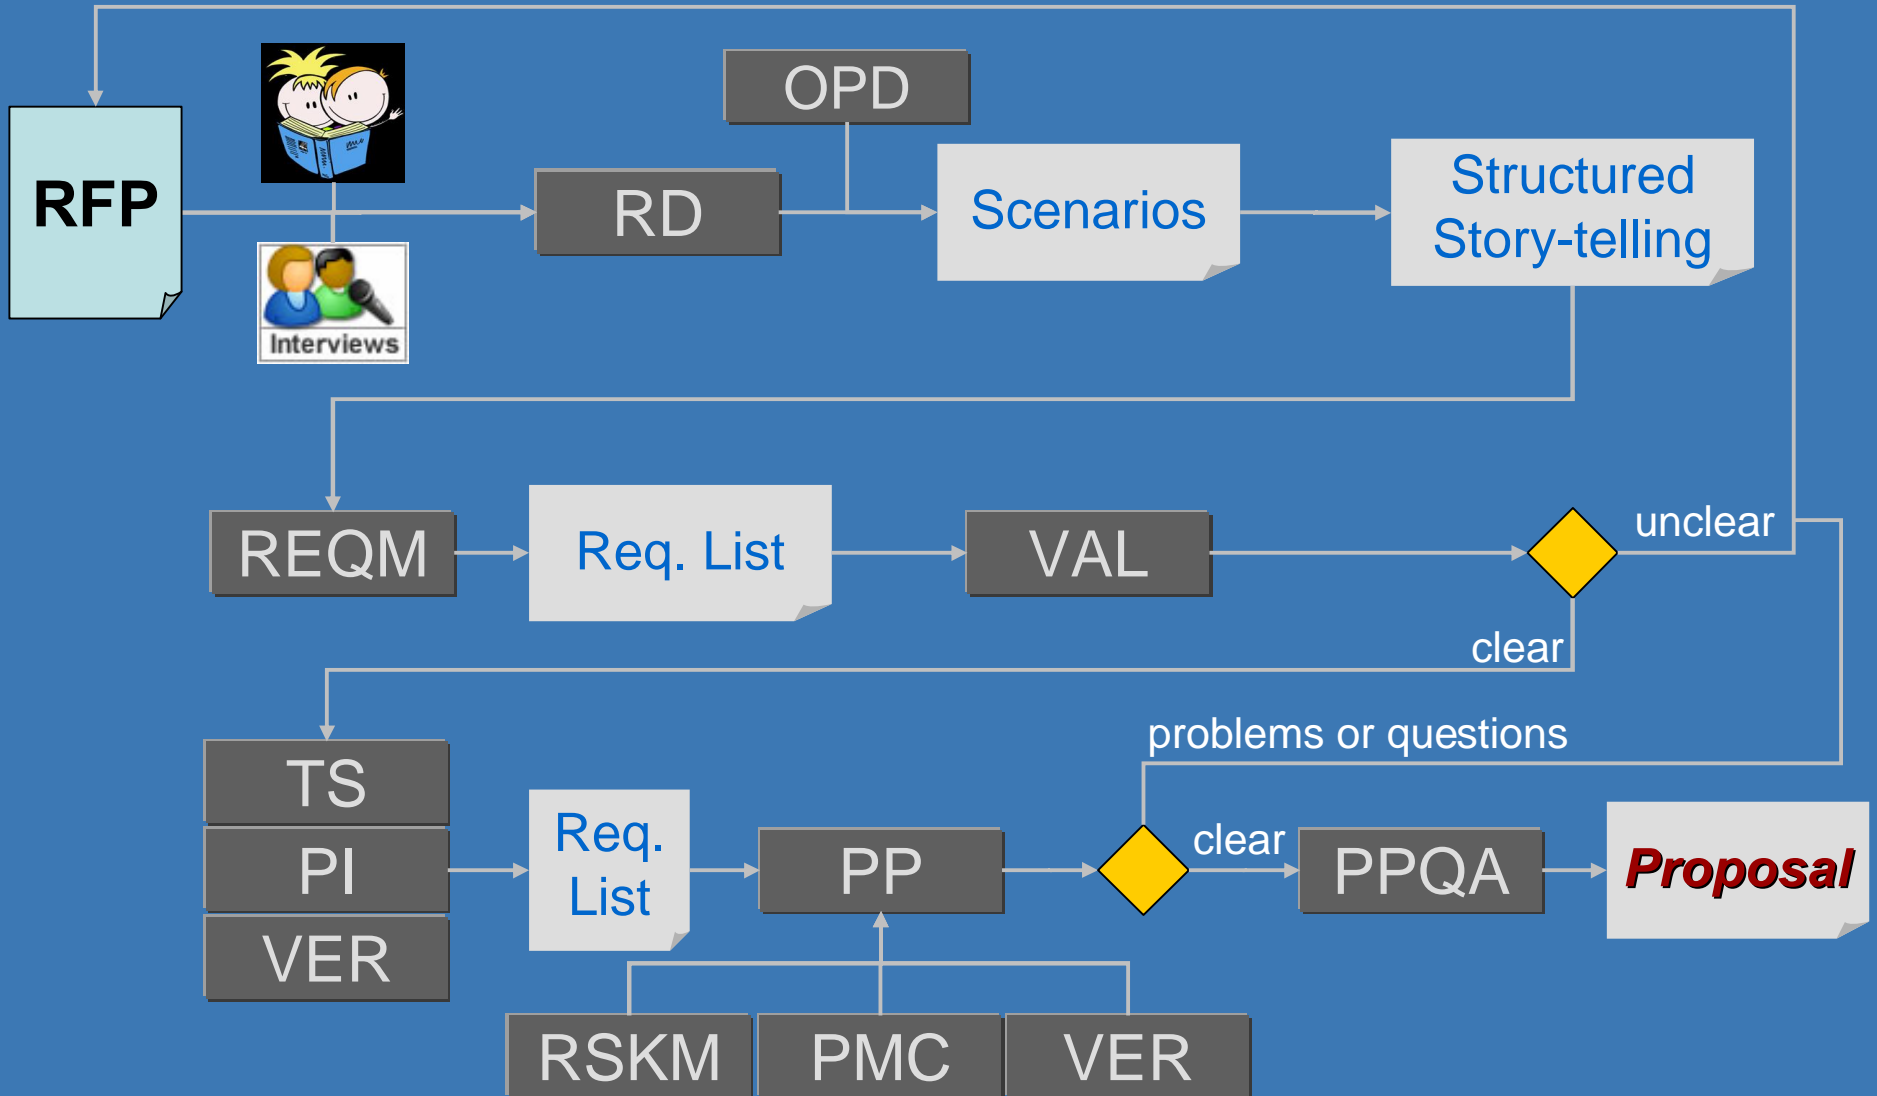 OPD
RFP
RD
Scenarios
Structured
Story-telling
Interviews
REQM
Req. List
VAL
unclear
clear
problems or questions
TS
PI
VER
Req.
List
PP
clear
PPQA
Proposal
RSKM
PMC
VER